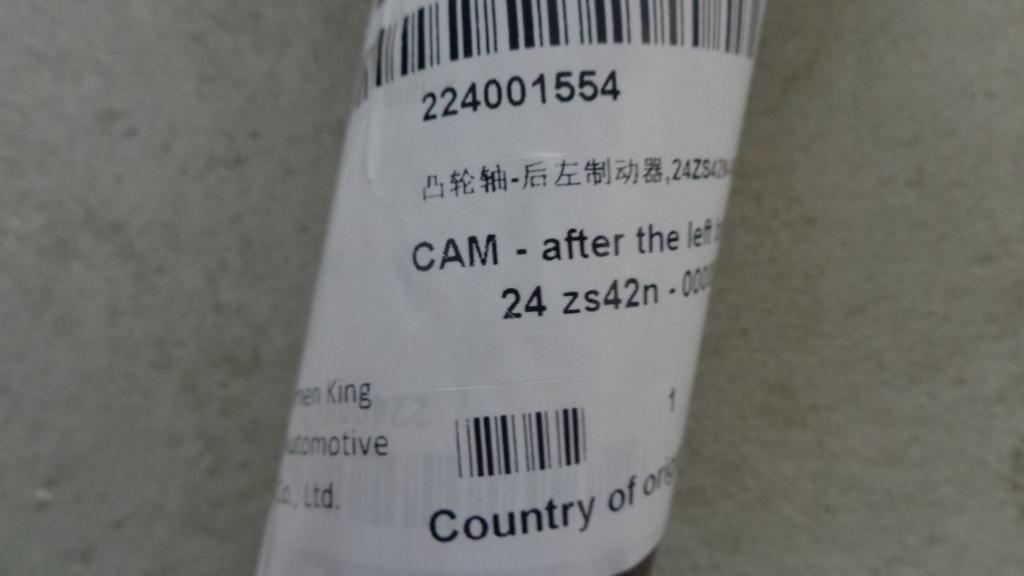 224001554
凸轮轴-后左制动器,24ZS42N
CAM - after the left
24 zs42n - 000
King
1
Automotive
Co., Ltd.
Country of